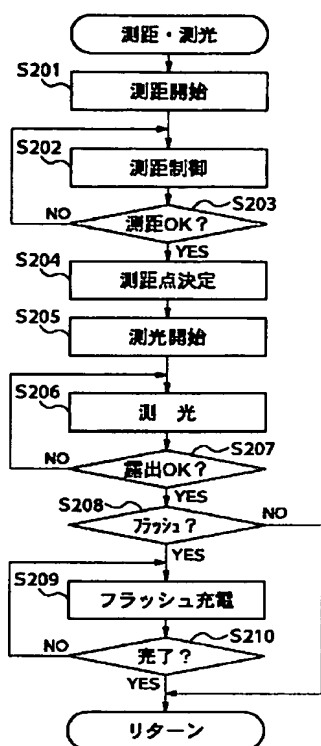 測距・測光
S201
測距開始
S202
測距制御
S203
測距OK?
NO
YES
S204
測距点決定
S205
測光開始
S206
測 光
S207
露出OK?
NO
YES
S208
フラッシュ?
NO
YES
S209
フラッシュ充電
S210
完了?
NO
YES
リターン